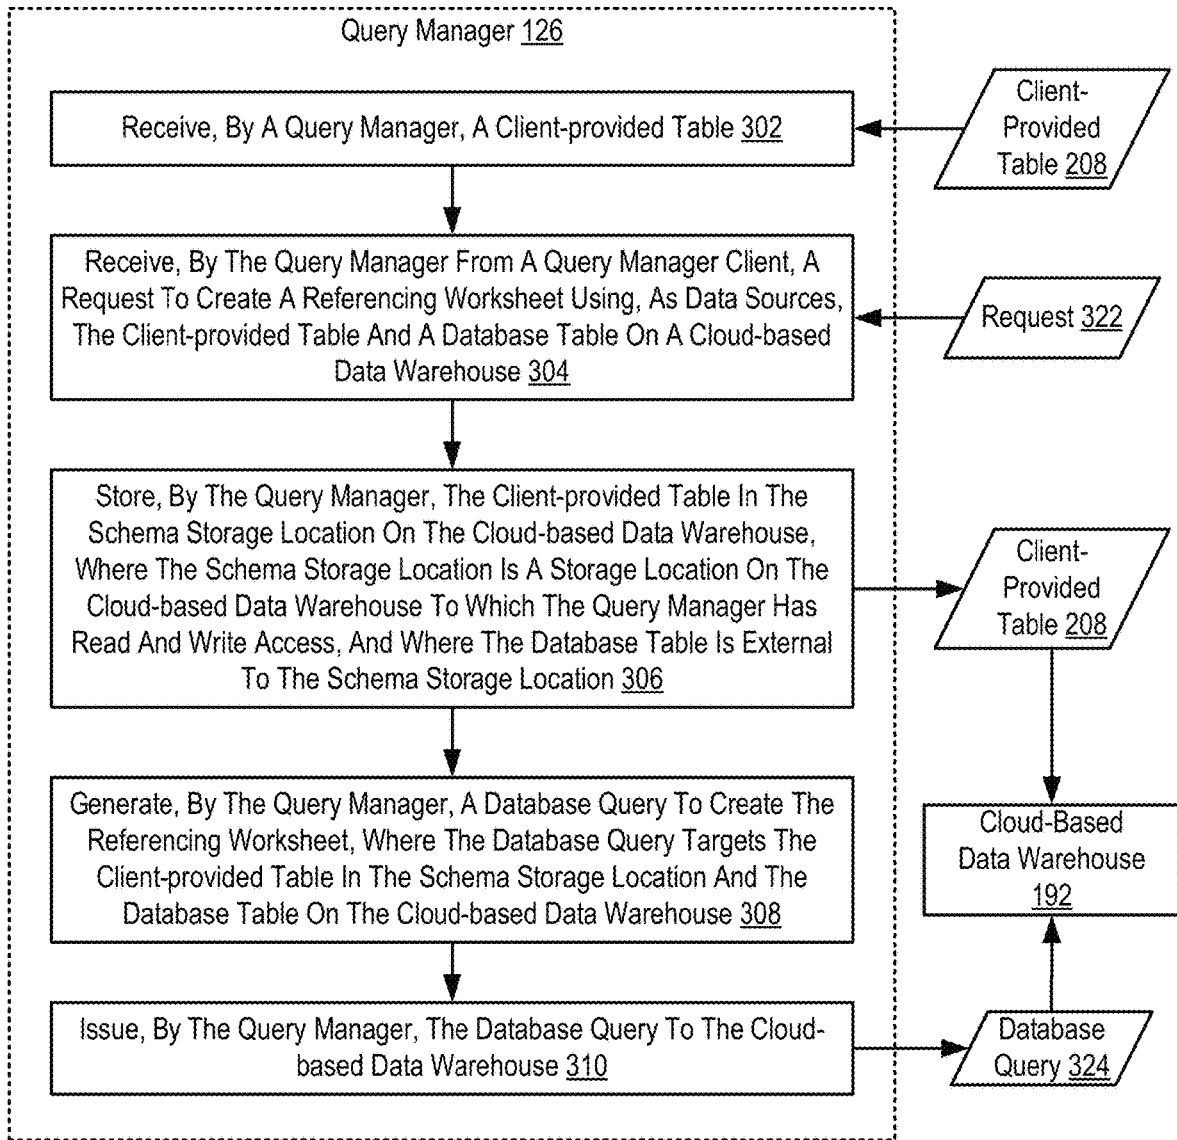 Query Manager 126
Receive, By A Query Manager, A Client-provided Table 302
Client-
Provided
Table 208
Receive, By The Query Manager From A Query Manager Client, A
Request To Create A Referencing Worksheet Using, As Data Sources,
The Client-provided Table And A Database Table On A Cloud-based
Data Warehouse 304
Request 322
Store, By The Query Manager, The Client-provided Table In The
Schema Storage Location On The Cloud-based Data Warehouse,
Where The Schema Storage Location Is A Storage Location On The
Cloud-based Data Warehouse To Which The Query Manager Has
Read And Write Access, And Where The Database Table Is External
To The Schema Storage Location 306
Client-
Provided
Table 208
Generate, By The Query Manager, A Database Query To Create The
Referencing Worksheet, Where The Database Query Targets The
Client-provided Table In The Schema Storage Location And The
Database Table On The Cloud-based Data Warehouse 308
Cloud-Based
Data Warehouse
192
Issue, By The Query Manager, The Database Query To The Cloud-
based Data Warehouse 310
Database
Query 324